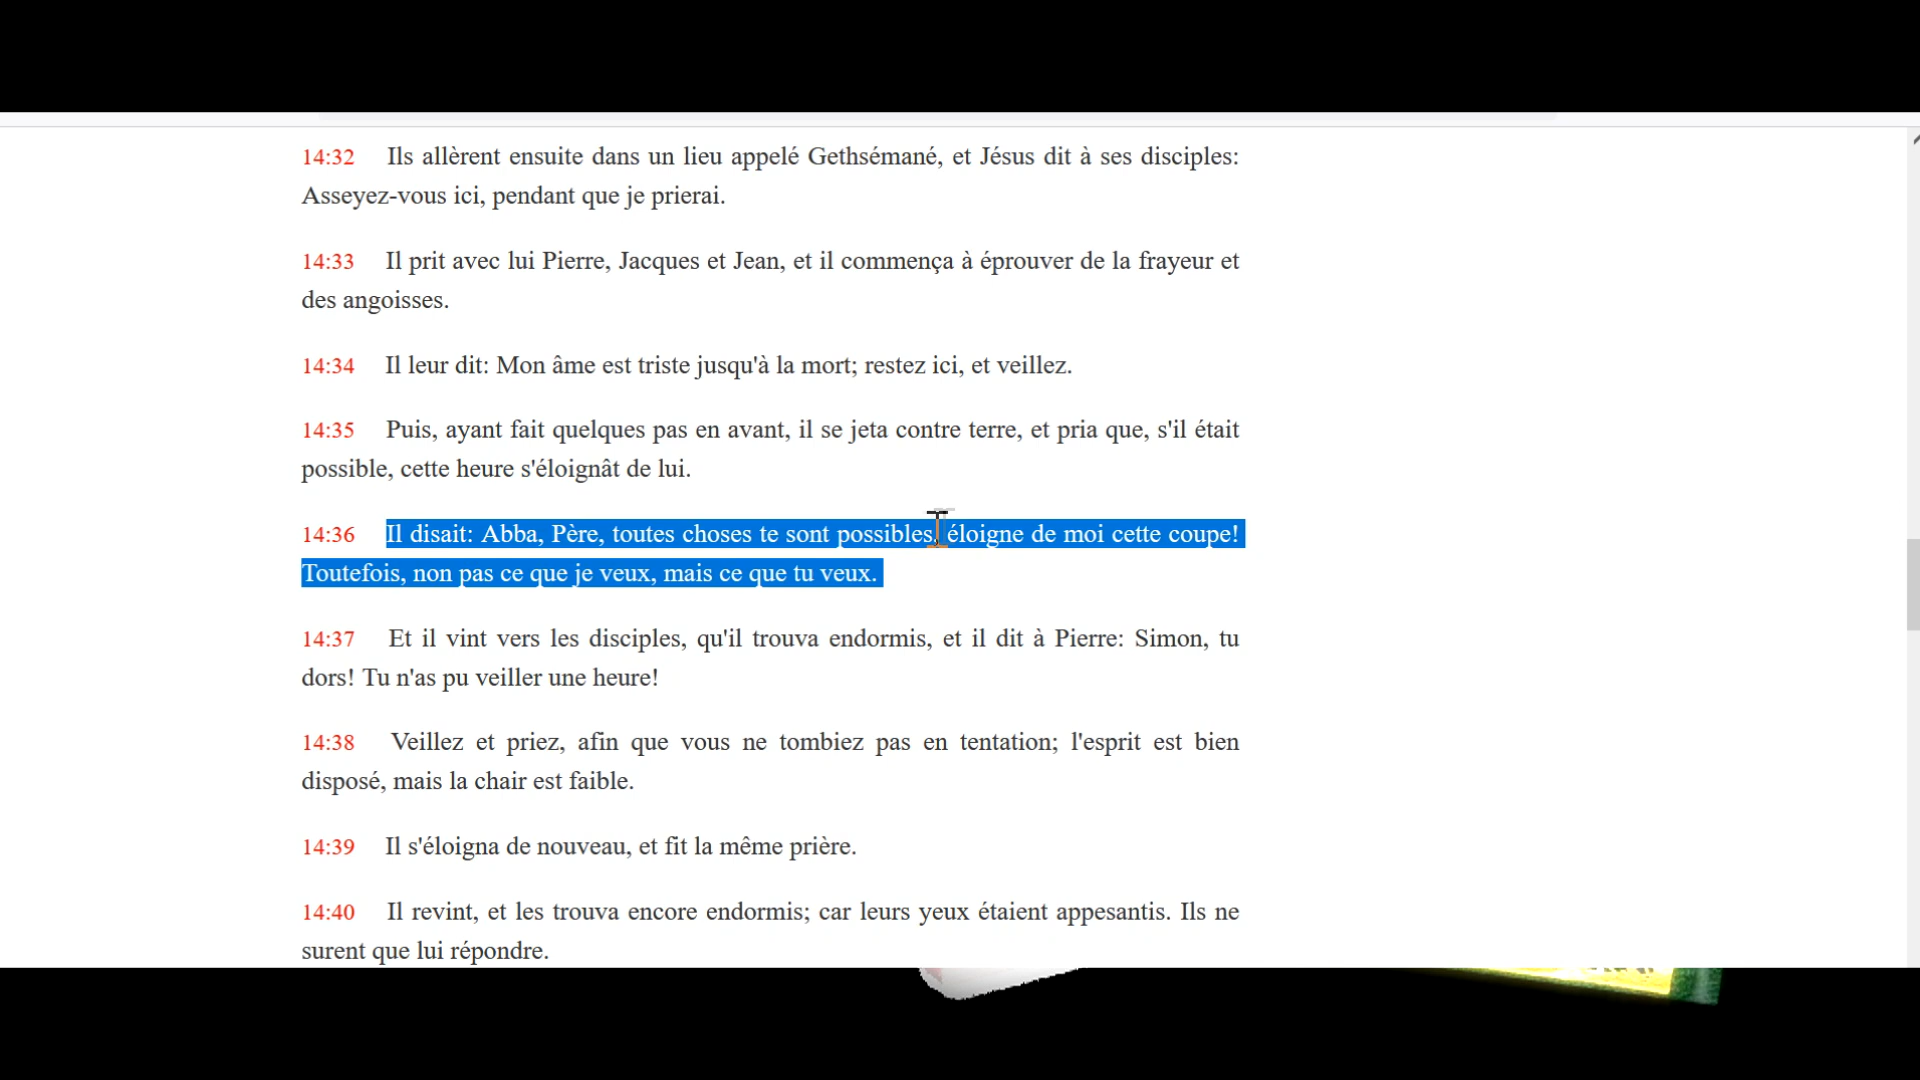 14:32 Ils allèrent ensuite dans un lieu appelé Gethsémané, et Jésus dit à ses disciples:
Asseyez-vous ici, pendant que je prierai.
14:33 Il prit avec lui Pierre, Jacques et Jean, et il commença à éprouver de la frayeur et
des angoisses.
14:34 Il leur dit: Mon âme est triste jusqu'à la mort; restez ici, et veillez.
14:35 Puis, ayant fait quelques pas en avant, il se jeta contre terre, et pria que, s'il était
possible, cette heure s'éloignât de lui.
14:36 Il disait: Abba, Père, toutes choses te sont possibles, éloigne de moi cette coupe!
Toutefois, non pas ce que je veux, mais ce que tu veux.
14:37 Et il vint vers les disciples, qu'il trouva endormis, et il dit à Pierre: Simon, tu
dors! Tu n'as pu veiller une heure!
14:38 Veillez et priez, afin que vous ne tombiez pas en tentation; l'esprit est bien
disposé, mais la chair est faible.
14:39 Il s'éloigna de nouveau, et fit la même prière.
14:40 Il revint, et les trouva encore endormis; car leurs yeux étaient appesantis. Ils ne
surent que lui répondre.